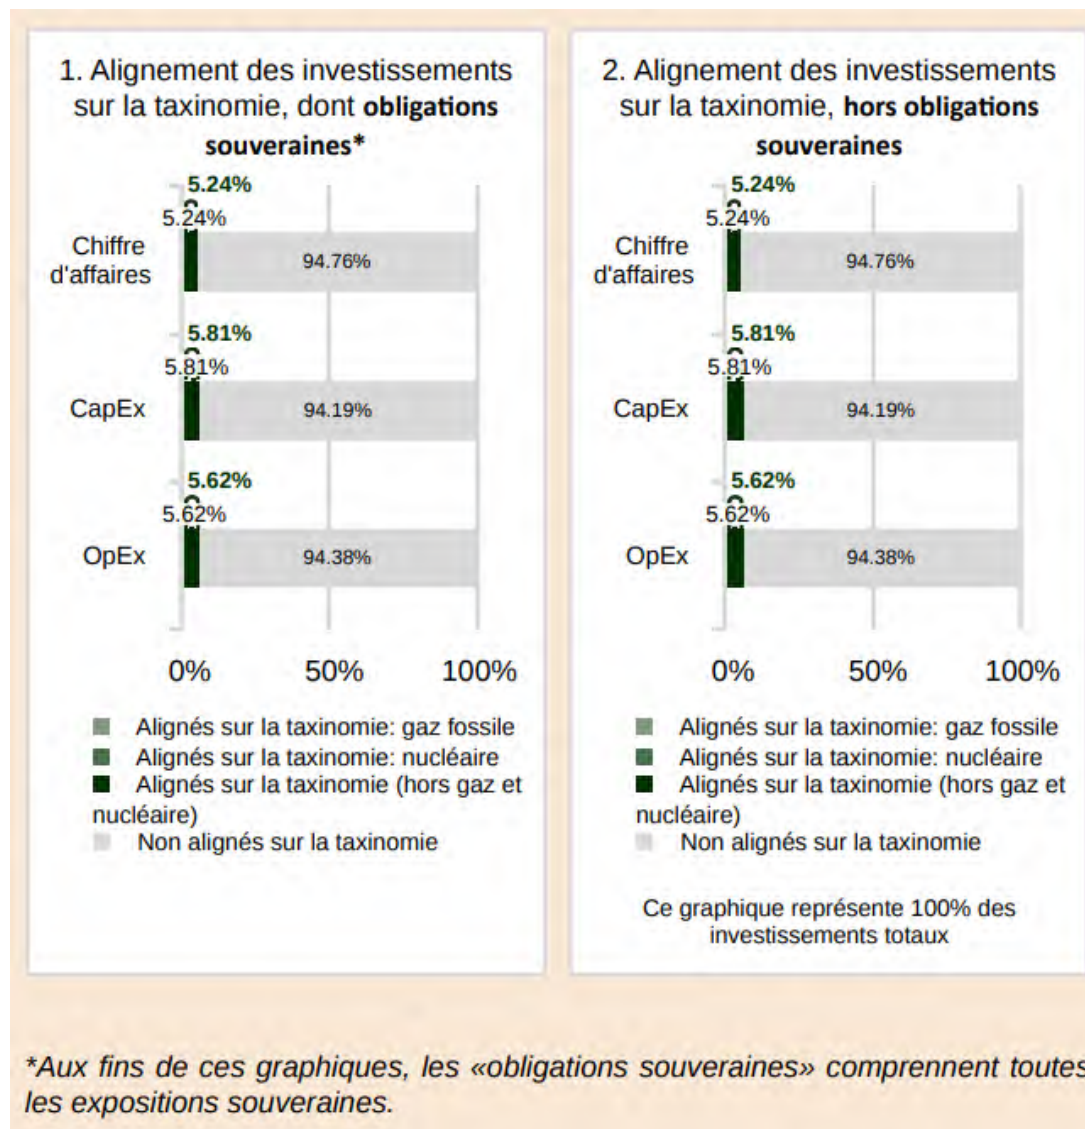 1. Alignement des investissements
sur la taxinomie, dont obligations
souveraines*
5.24%
5.24%
Chiffre
d'affaires
94.76%
5.81%
5.81%
CapEx
94.19%
5.62%
5.62%
OpEx
94.38%
0% 50% 100%
Alignés sur la taxinomie: gaz fossile
Alignés sur la taxinomie: nucléaire
Alignés sur la taxinomie (hors gaz et
nucléaire)
Non alignés sur la taxinomie
2. Alignement des investissements
sur la taxinomie, hors obligations
souveraines
5.24%
5.24%
Chiffre
d'affaires
94.76%
5.81%
5.81%
CapEx
94.19%
5.62%
5.62%
OpEx
94.38%
0% 50% 100%
Alignés sur la taxinomie: gaz fossile
Alignés sur la taxinomie: nucléaire
Alignés sur la taxinomie (hors gaz et
nucléaire)
Non alignés sur la taxinomie
Ce graphique représente 100% des
investissements totaux
*Aux fins de ces graphiques, les «obligations souveraines» comprennent toutes
les expositions souveraines.